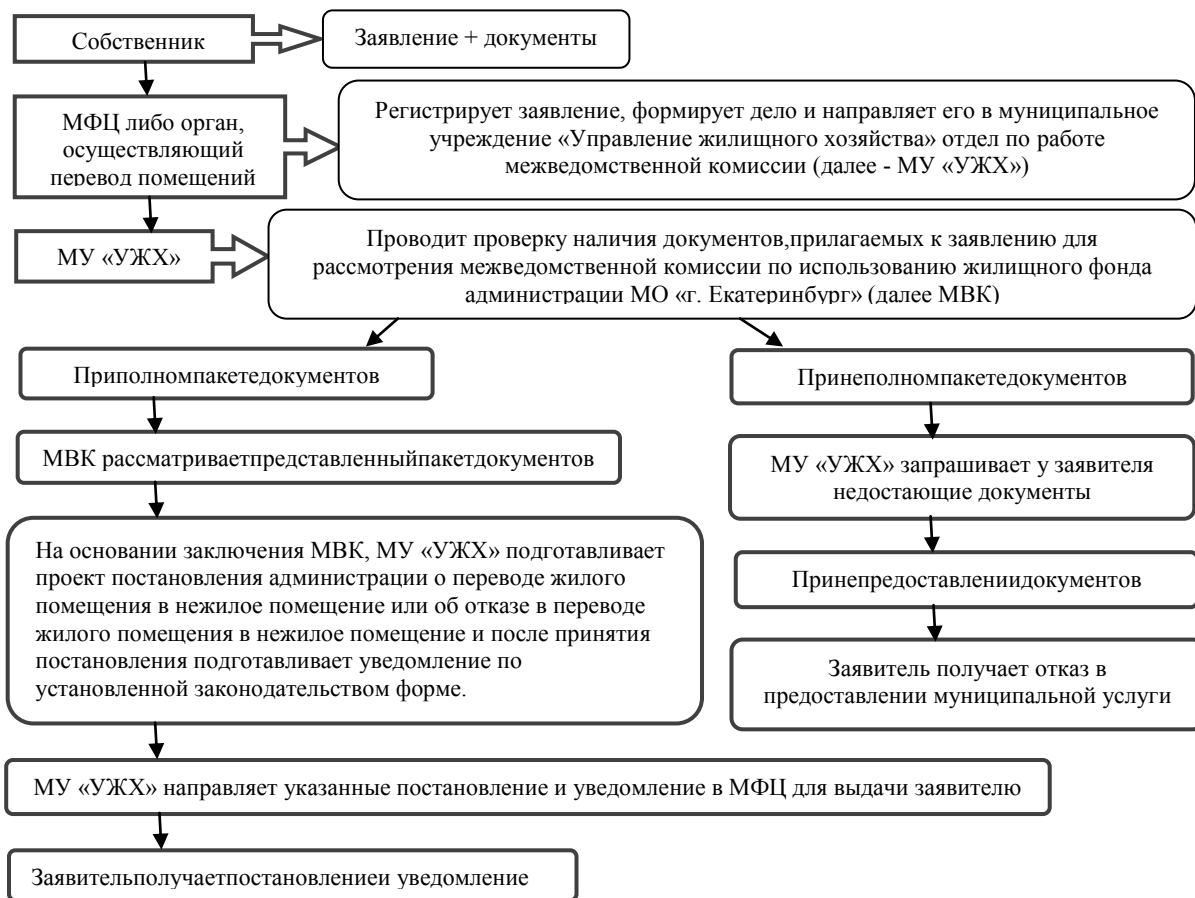 Собственник
Заявление + документы
МФЦ либо орган,
осуществляющий
перевод помещений
Регистрирует заявление, формирует дело и направляет его в муниципальное
учреждение «Управление жилищного хозяйства» отдел по работе
межведомственной комиссии (далее - МУ «УЖХ»)
МУ «УЖХ»
Проводит проверку наличия документов,прилагаемых к заявлению для
рассмотрения межведомственной комиссии по использованию жилищного фонда
администрации МО «г. Екатеринбург» (далее МВК)
Приполномпакетедокументов
МВК рассматриваетпредставленныйпакетдокументов
На основании заключения МВК, МУ «УЖХ» подготавливает
проект постановления администрации о переводе жилого
помещения в нежилое помещение или об отказе в переводе
жилого помещения в нежилое помещение и после принятия
постановления подготавливает уведомление по
установленной законодательством форме.
Принеполномпакетедокументов
МУ «УЖХ» запрашивает у заявителя
недостающие документы
Принепредоставлениидокументов
Заявитель получает отказ в
предоставлении муниципальной услуги
МУ «УЖХ» направляет указанные постановление и уведомление в МФЦ для выдачи заявителю
Заявительполучаетпостановлениеи уведомление